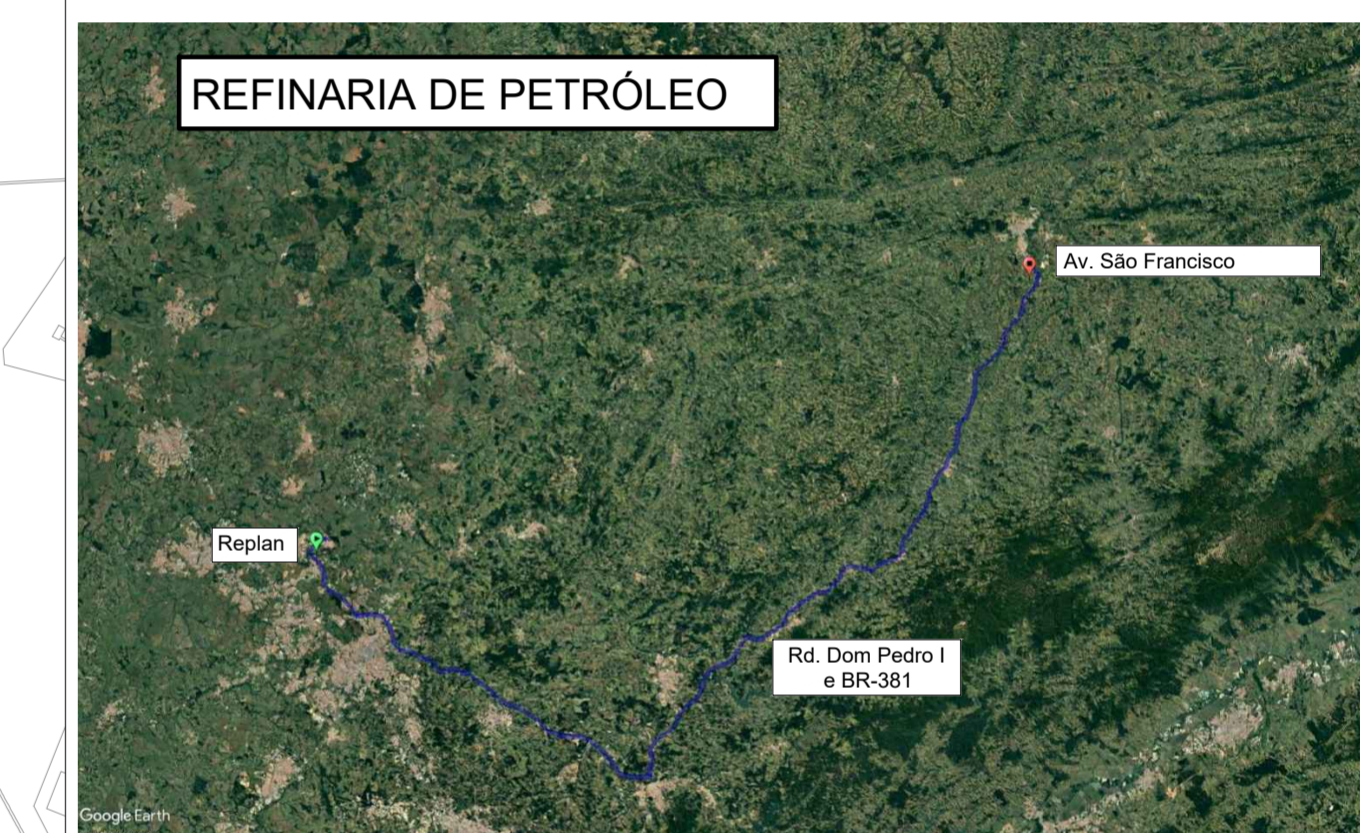 REFINARIA DE PETRÓLEO
Av. São Francisco
Replan
Rd. Dom Pedro I
e BR-381
Google Earth